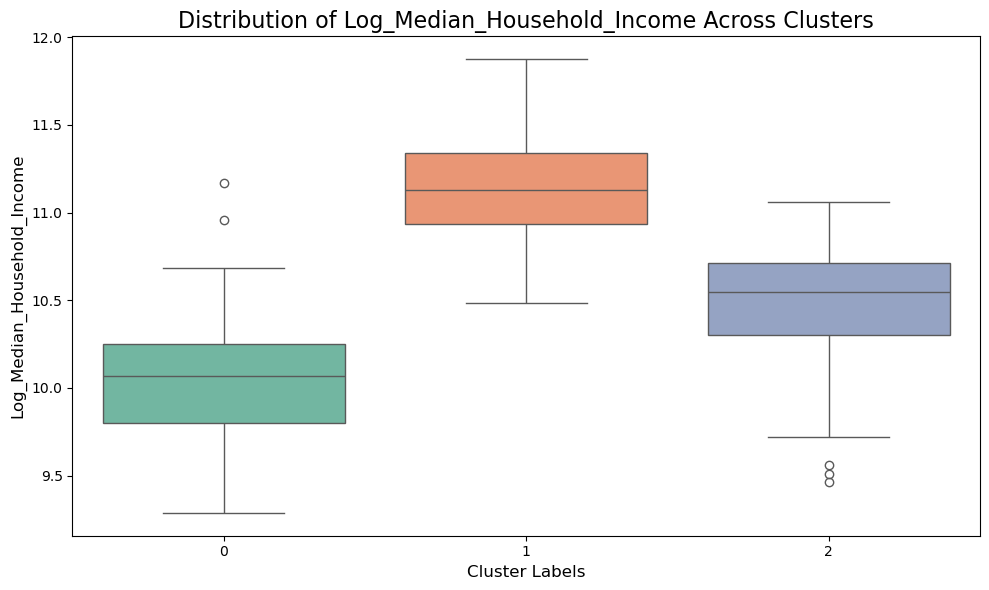 Distribution of Log_Median_Household_Income Across Clusters
Log_Median_Household_Income
12.0
11.5
11.0
10.5
10.0
9.5
0 1 2
Cluster Labels